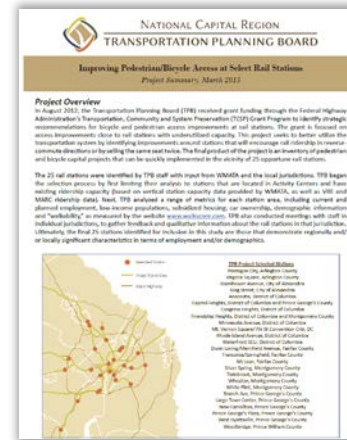 NATIONAL CAPITAL REGION
TRANSPORTATION PLANNING BOARD
Improving Pedestrian/Bicycle Access at Select Rail Stations
Project Summary, March 2015
Project Overview
In August 2012, the Transportation Planning Board (TPB) received grant funding through the Federal Highway
Administration's Transportation, Community and System Preservation (TCSP) Grant Program to identify strategic
recommendations for bicycle and pedestrian access improvements at rail stations. The grant is focused on
access improvements close to rail stations with underutilized capacity. This project seeks to better utilize the
transportation system by identifying improvements around stations that will encourage rail ridership in reverse-
commute directions or by selling the same seat twice. The final product of the project is an inventory of pedestrian
and bicycle capital projects that can be quickly implemented in the vicinity of 25 opportune rail stations.
The 25 rail stations were identified by TPB staff with input from WMATA and the local jurisdictions. TPB began
the selection process by first limiting their analysis to stations that are located in Activity Centers and have
existing ridership capacity (based on vertical station capacity data provided by WMATA, as well as VRE and
MARC ridership data). Next, TPB analyzed a range of metrics for each station area, including current and
planned employment, low-income populations, subsidized housing, car ownership, demographic information
and "walkability," as measured by the website www.walkscore.com. TPB also conducted meetings with staff in
individual jurisdictions, to gather feedback and qualitative information about the rail stations in that jurisdiction.
Ultimately, the final 25 stations identified for inclusion in this study are those that demonstrate regionally and/
or locally significant characteristics in terms of employment and/or demographics.
Selected Stations
Major Highway
TPB Project Selected Stations
Pentagon City, Arlington County
Virginia Square, Arlington County
Eisenhower Avenue, City of Alexandria
King Street, City of Alexandria
Anacostia, District of Columbia
Capitol Heights, District of Columbia and Prince George's County
Congress Heights, District of Columbia
Friendship Heights, District of Columbia and Montgomery County
Minnesota Avenue, District of Columbia
Mt. Vernon Square
Rhode Island Avenue, District of Columbia
Waterfront SEU, District of Columbia
Dunn Loring/Merrifield Avenue, Fairfax County
Franconia/Springfield, Fairfax County
McLean, Fairfax County
Silver Spring, Montgomery County
Twinbrook, Montgomery County
Wheaton, Montgomery County
White Flint, Montgomery County
Branch Ave, Prince George's County
Largo Town Center, Prince George's County
New Carrollton, Prince George's County
Prince George's Plaza, Prince George's County
West Hyattsville, Prince George's County
Woodbridge, Prince William County